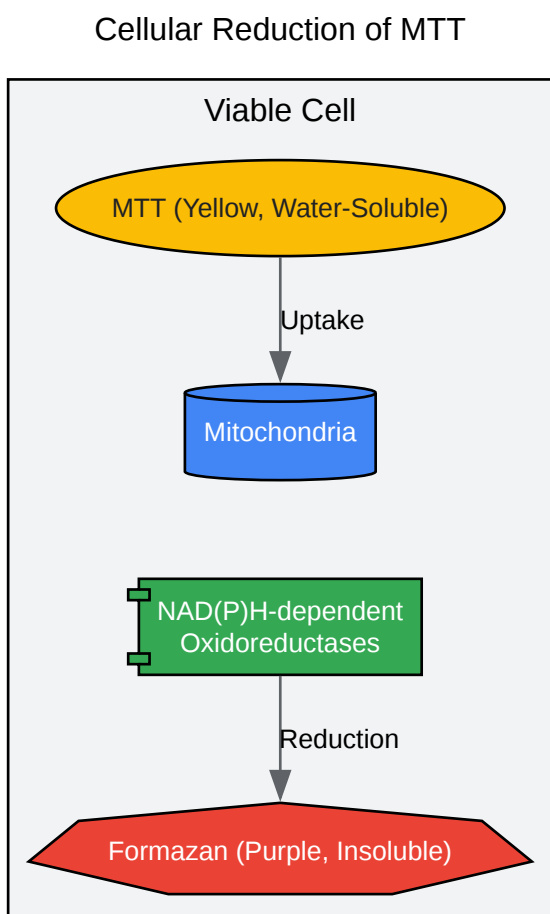 Cellular Reduction of MTT
Viable Cell
MTT (Yellow, Water-Soluble)
Uptake
Mitochondria
NAD(P)H-dependent
Oxidoreductases
Reduction
Formazan (Purple, Insoluble)